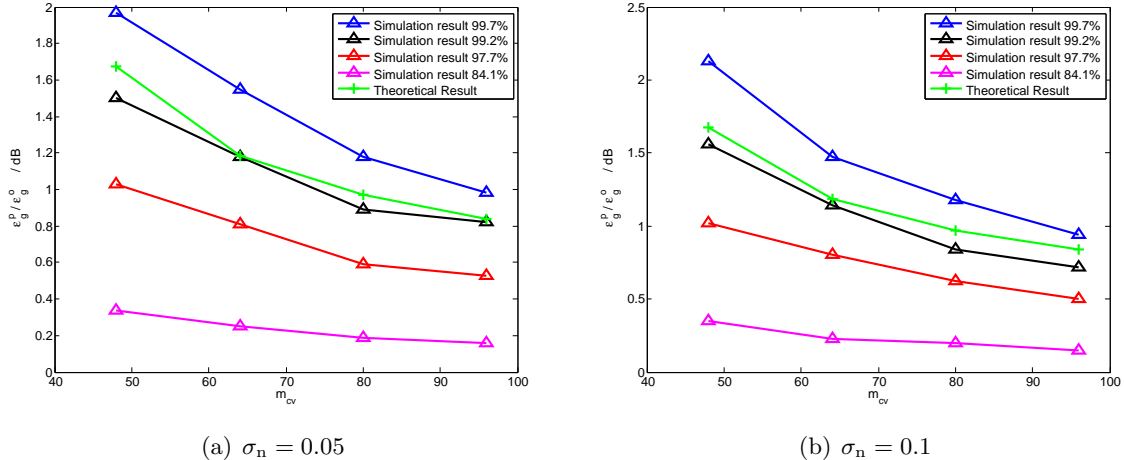 2
1.8
1.6
1.4
1.2
1
0.8
0.6
0.4
0.2
0
ε_g^p / ε_g^o / dB
40 50 60 70 80 90 100
m_cv
Simulation result 99.7%
Simulation result 99.2%
Simulation result 97.7%
Simulation result 84.1%
Theoretical Result
(a) σ_n = 0.05
2.5
2
1.5
1
0.5
0
ε_g^p / ε_g^o / dB
40 50 60 70 80 90 100
m_cv
Simulation result 99.7%
Simulation result 99.2%
Simulation result 97.7%
Simulation result 84.1%
Theoretical Result
(b) σ_n = 0.1